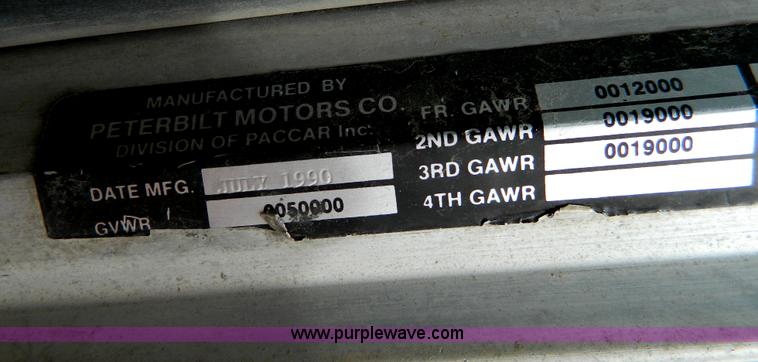 MANUFACTURED BY
PETERBILT MOTORS CO.
DIVISION OF PACCAR Inc.
DATE MFG. JULY 1990
GVWR 0050000
FR. GAWR 0012000
2ND GAWR 0019000
3RD GAWR 0019000
4TH GAWR
www.purplewave.com